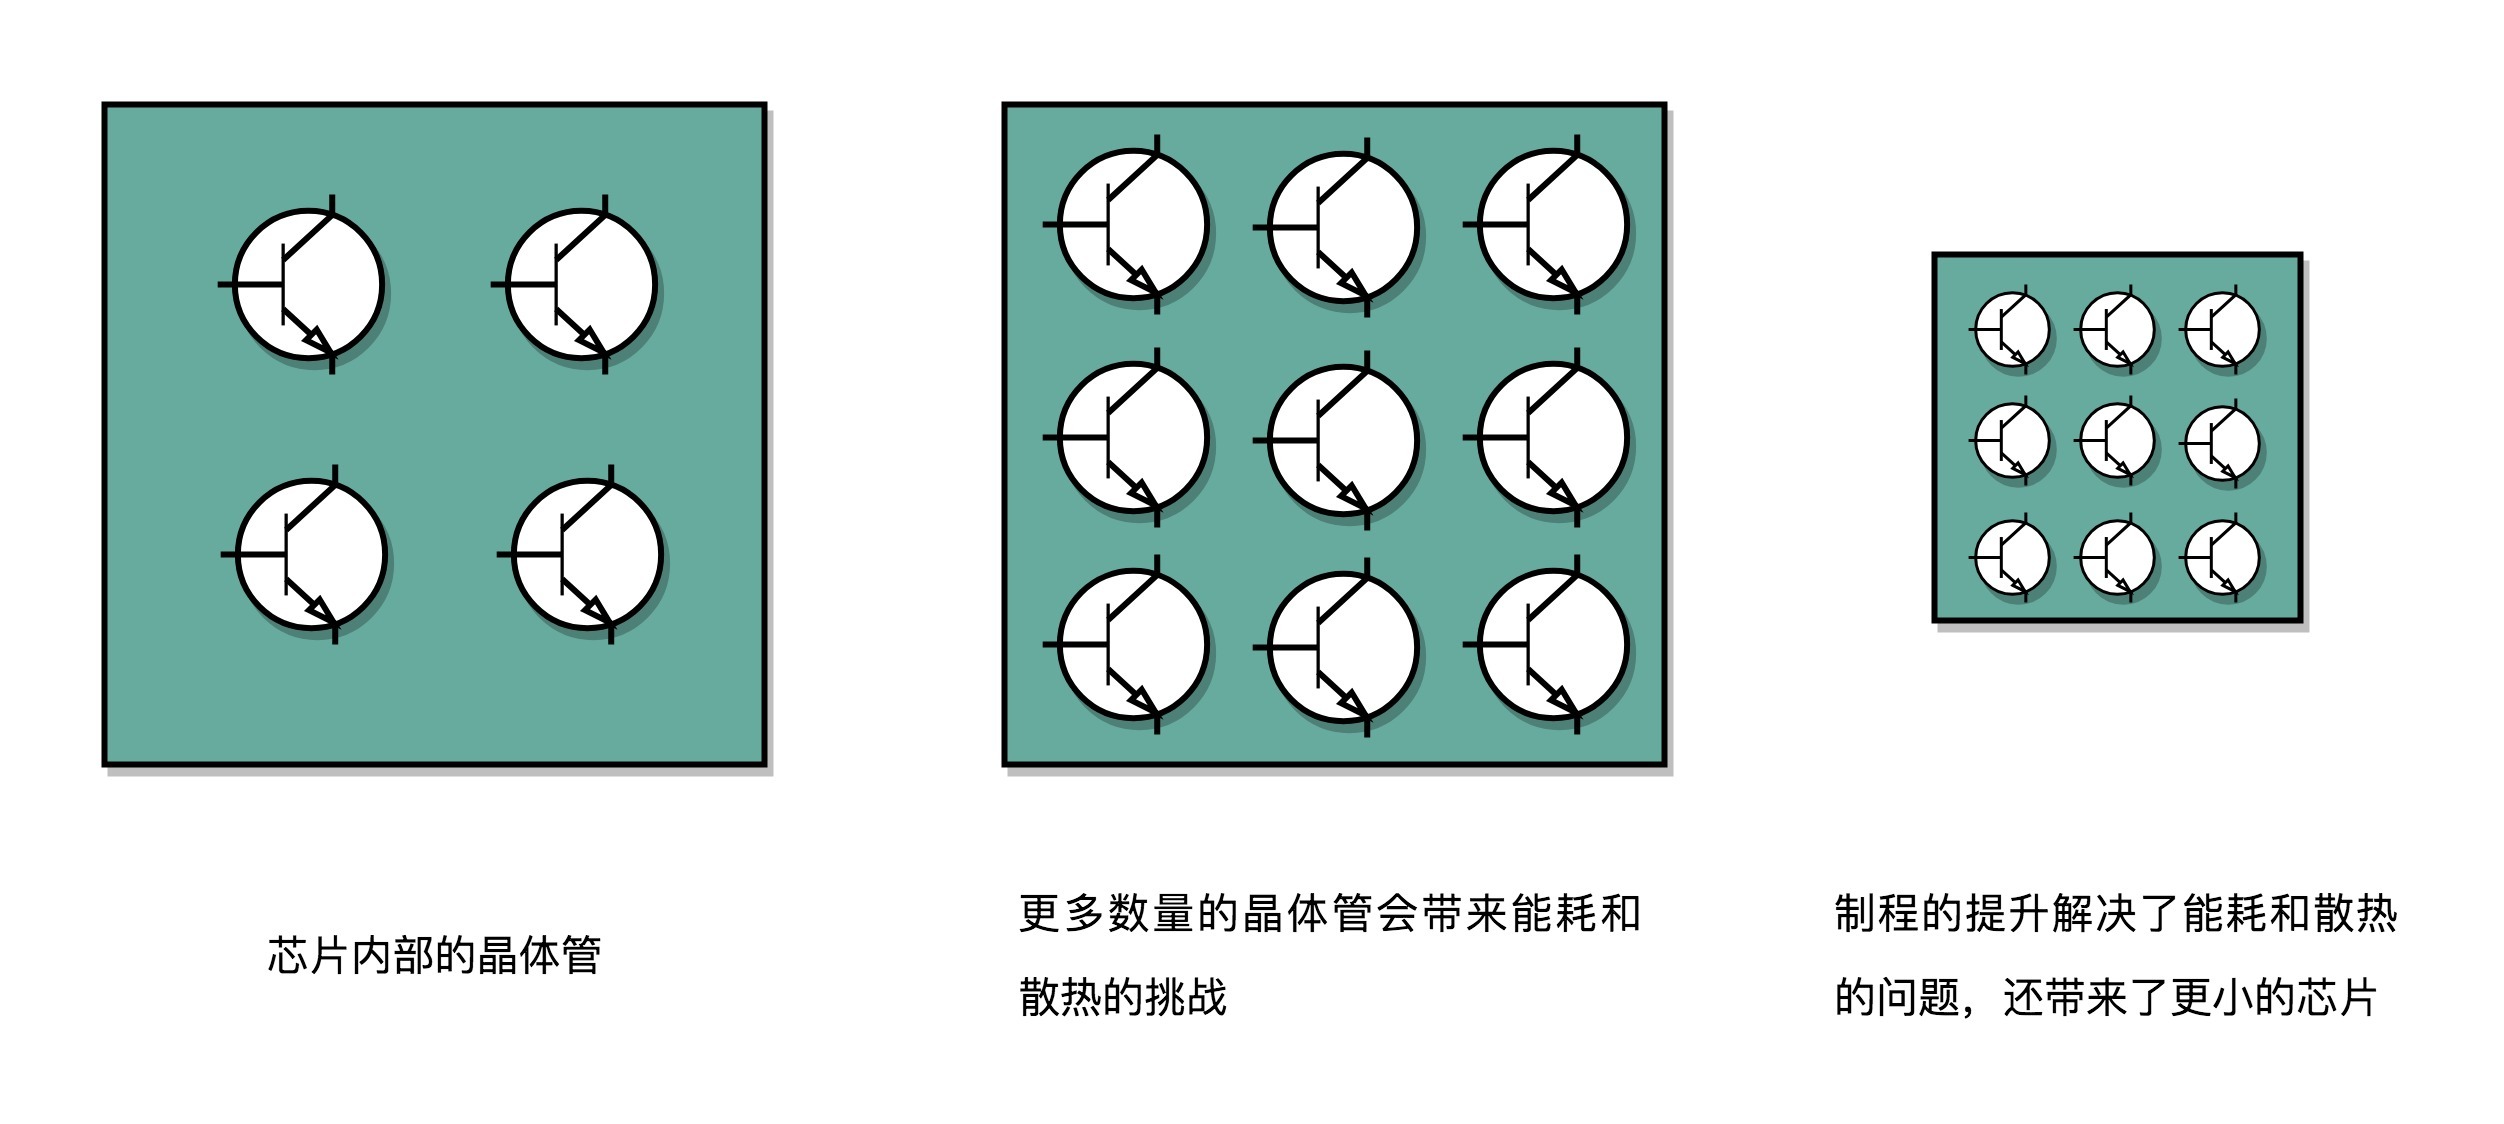 芯片内部的晶体管
更多数量的晶体管会带来能耗和
散热的挑战
制程的提升解决了能耗和散热
的问题，还带来了更小的芯片